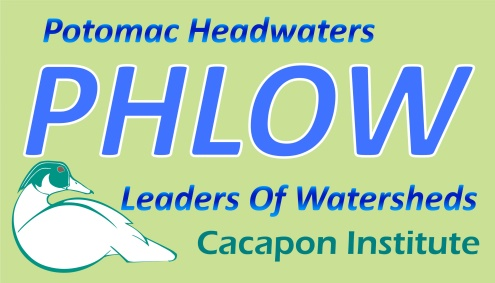 Potomac Headwaters
PHLOW
Leaders Of Watersheds
Cacapon Institute